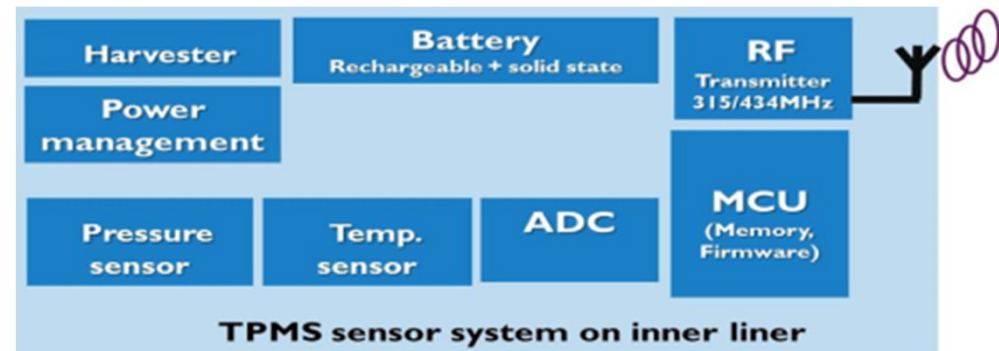 Harvester
Battery
Rechargeable + solid state
RF
Transmitter
315/434MHz
Power
management
Pressure
sensor
Temp.
sensor
ADC
MCU
(Memory,
Firmware)
TPMS sensor system on inner liner